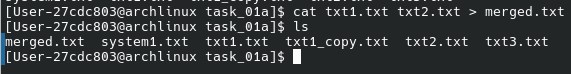 [User-27cdc803@archlinux task_01a]$ cat txt1.txt txt2.txt > merged.txt
[User-27cdc803@archlinux task_01a]$ ls
merged.txt  system1.txt  txt1.txt  txt1_copy.txt  txt2.txt  txt3.txt
[User-27cdc803@archlinux task_01a]$